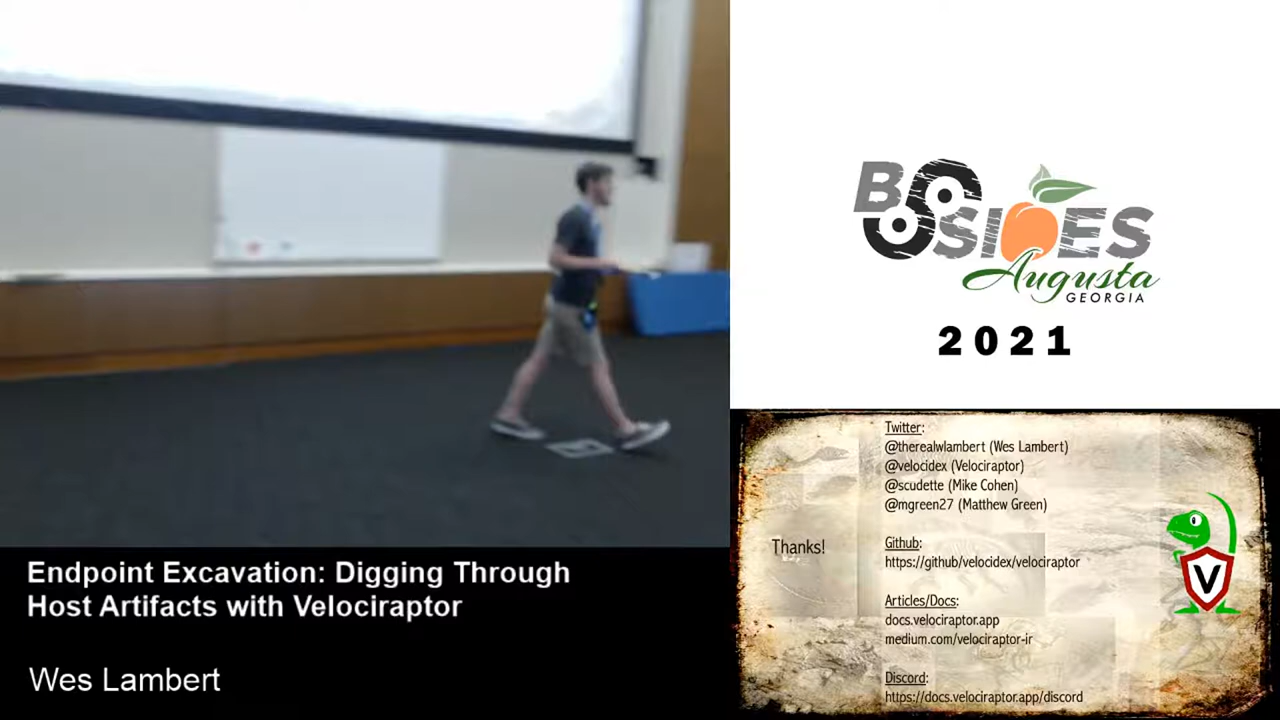 BSIDES
Augusta
GEORGIA
2021
Twitter:
@therealwlambert (Wes Lambert)
@velocidex (Velociraptor)
@scudette (Mike Cohen)
@mgreen27 (Matthew Green)
Thanks!
Github:
https://github/velocidex/velociraptor
Articles/Docs:
docs.velociraptor.app
medium.com/velociraptor-ir
Discord:
https://docs.velociraptor.app/discord
V
Endpoint Excavation: Digging Through
Host Artifacts with Velociraptor
Wes Lambert